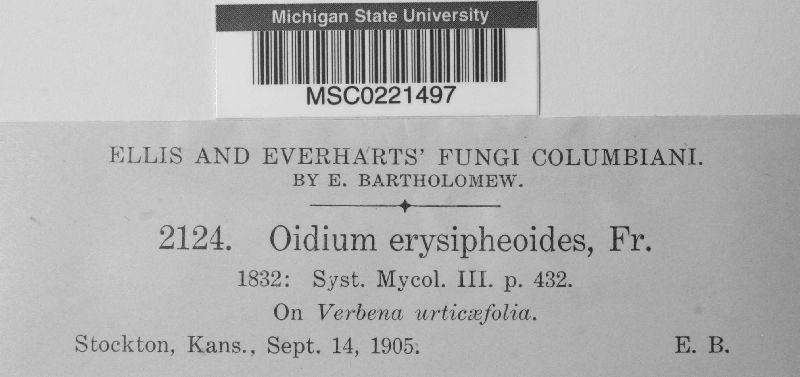 Michigan State University
MSC0221497
ELLIS AND EVERHARTS' FUNGI COLUMBIANI.
BY E. BARTHOLOMEW.
2124. Oidium erysipheoides, Fr.
1832: Syst. Mycol. III. p. 432.
On Verbena urticæfolia.
Stockton, Kans., Sept. 14, 1905. E. B.